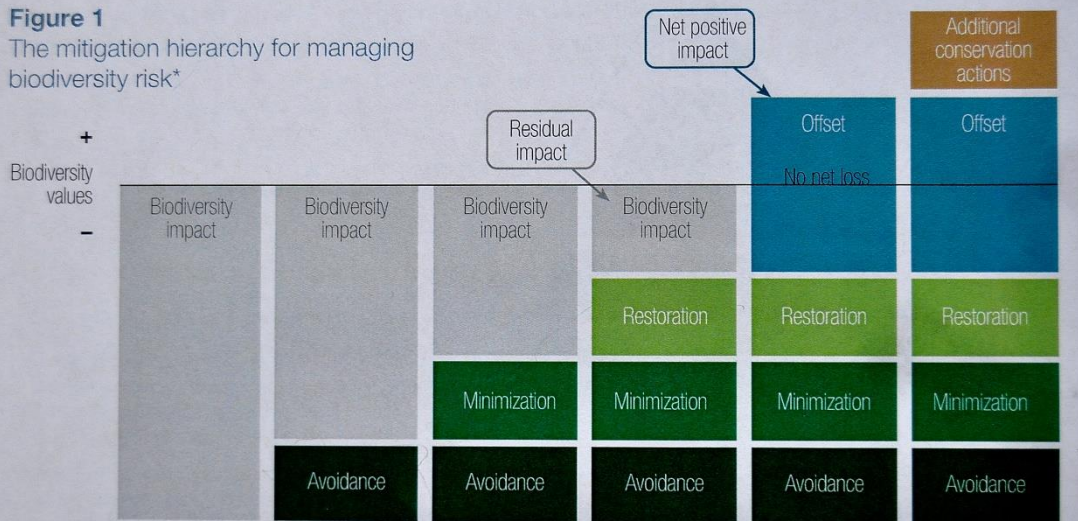 Figure 1
The mitigation hierarchy for managing
biodiversity risk*
Net positive
impact
Additional
conservation
actions
Residual
impact
Offset
Offset
No net loss
+
Biodiversity
values
−
Biodiversity
impact
Biodiversity
impact
Biodiversity
impact
Biodiversity
impact
Restoration
Restoration
Restoration
Minimization
Minimization
Minimization
Minimization
Avoidance
Avoidance
Avoidance
Avoidance
Avoidance